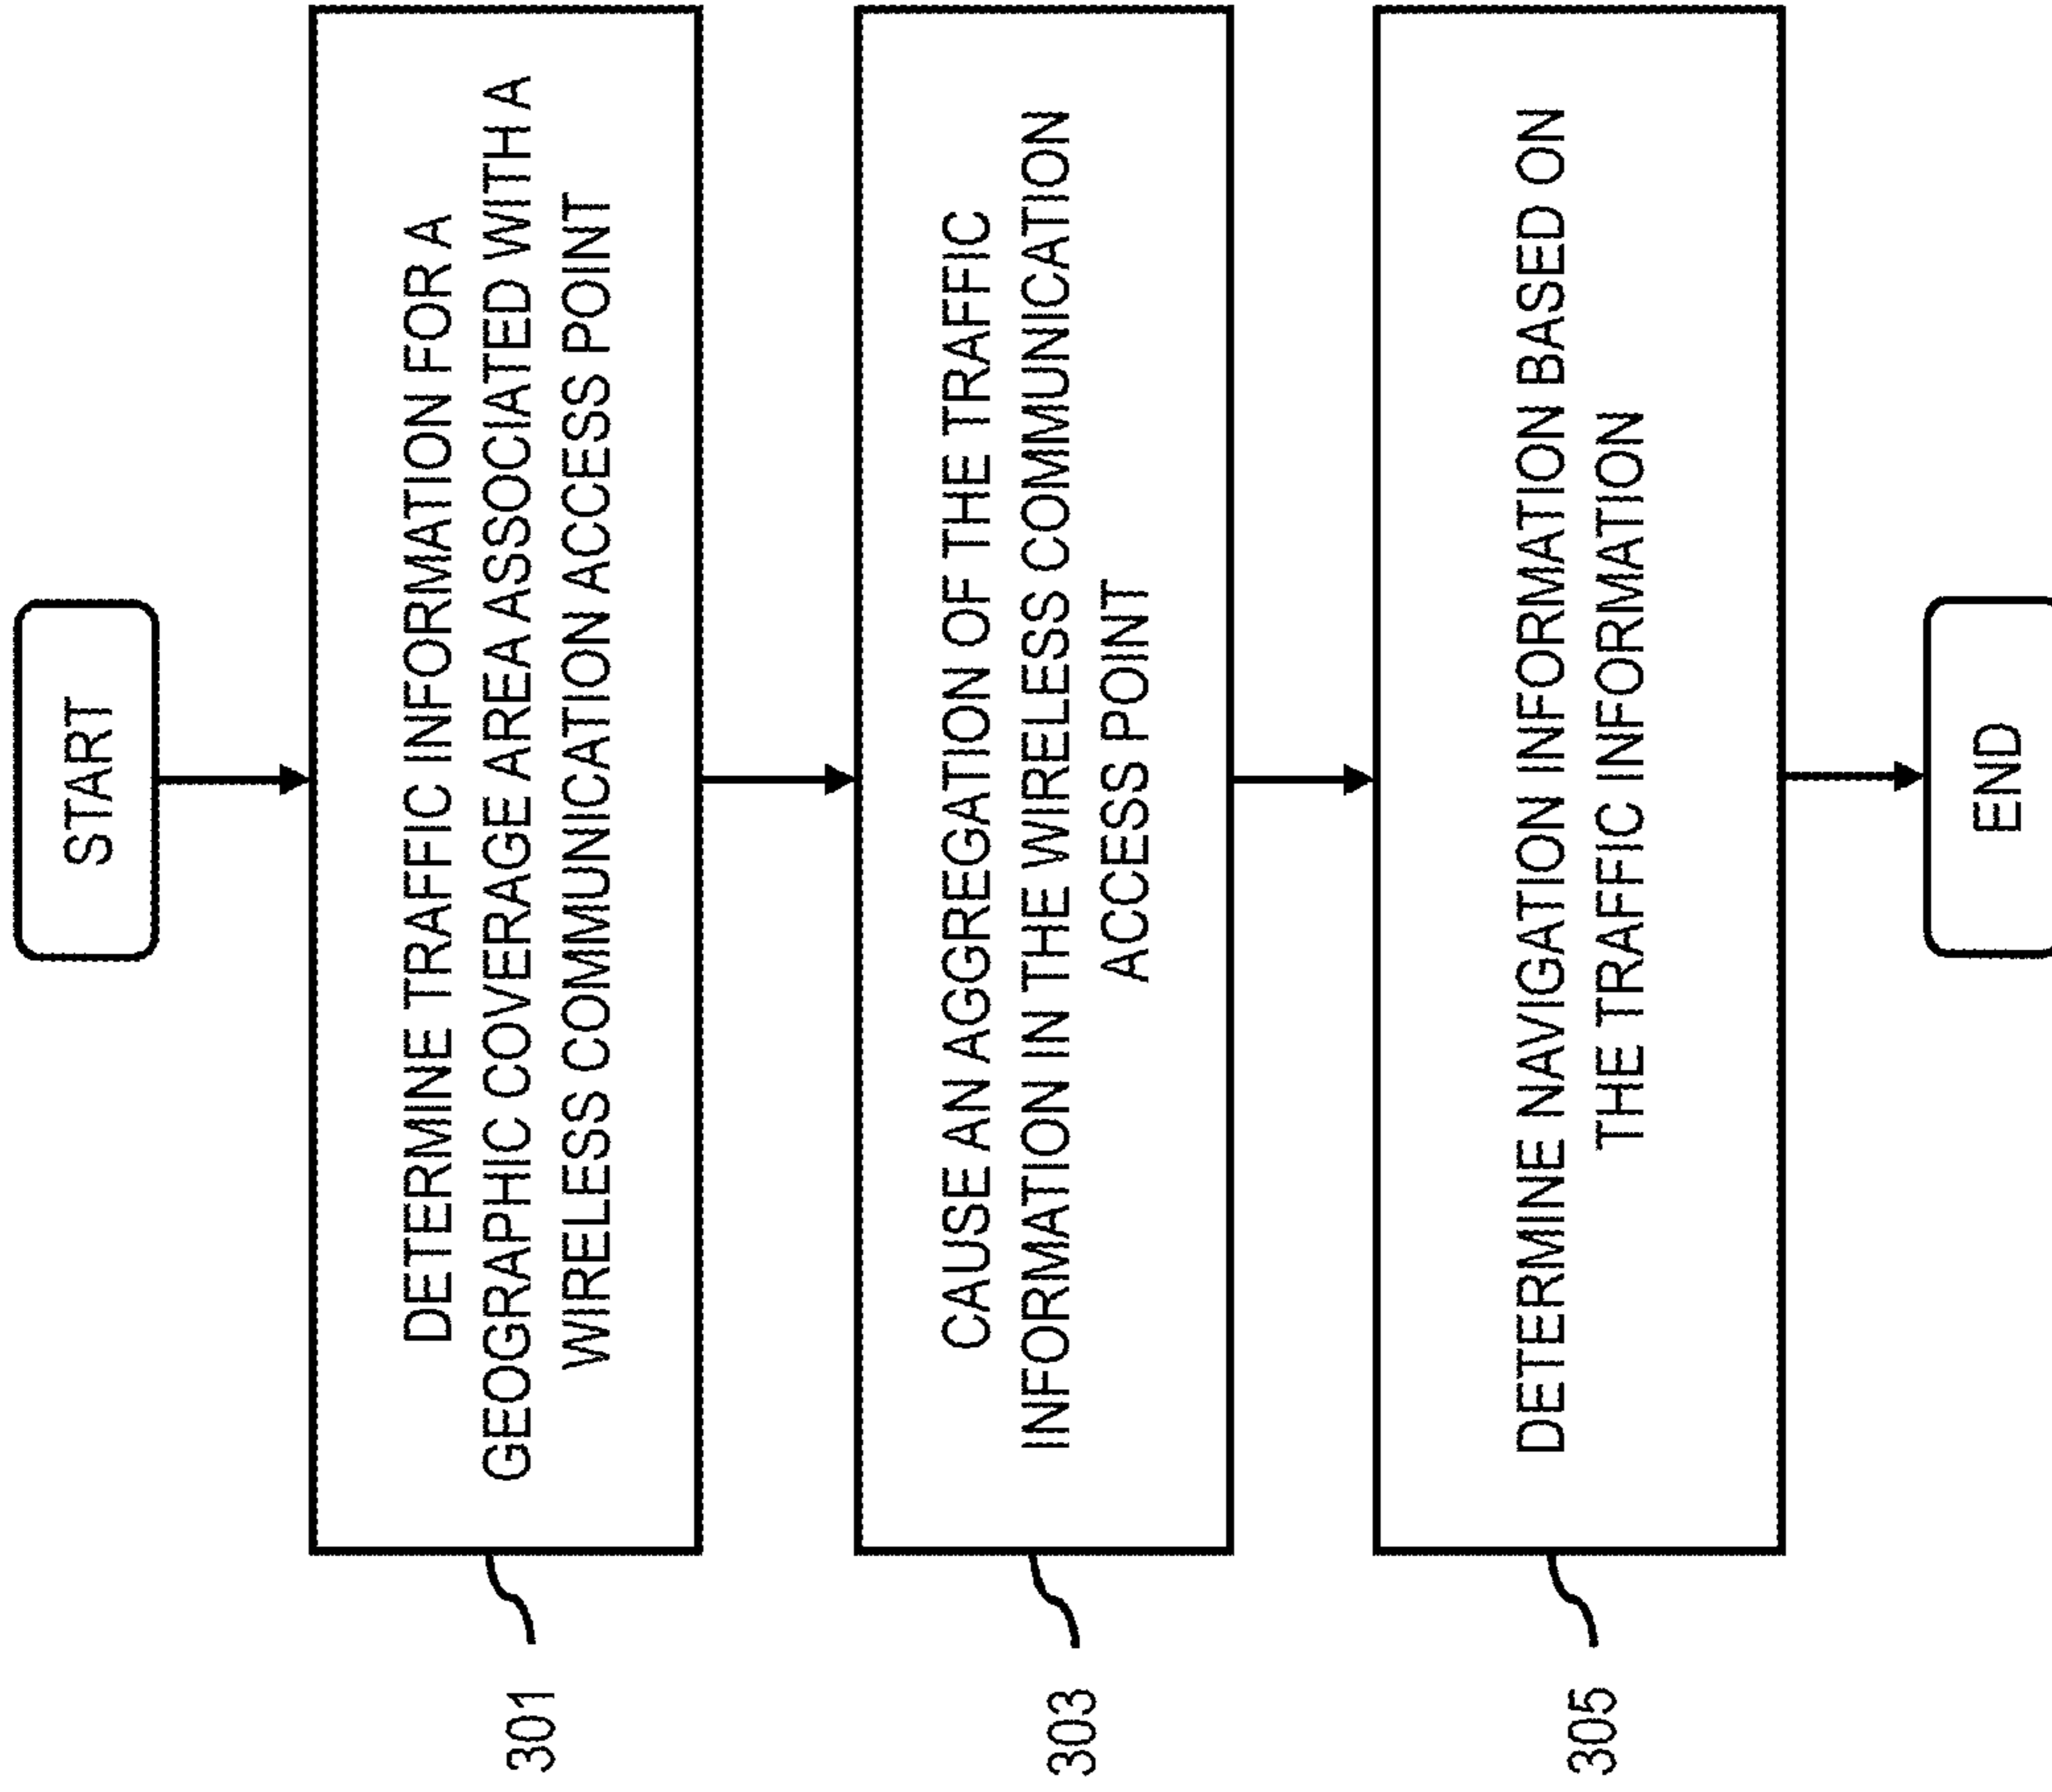 START
301
DETERMINE TRAFFIC INFORMATION FOR A
GEOGRAPHIC COVERAGE AREA ASSOCIATED WITH A
WIRELESS COMMUNICATION ACCESS POINT
303
CAUSE AN AGGREGATION OF THE TRAFFIC
INFORMATION IN THE WIRELESS COMMUNICATION
ACCESS POINT
305
DETERMINE NAVIGATION INFORMATION BASED ON
THE TRAFFIC INFORMATION
END